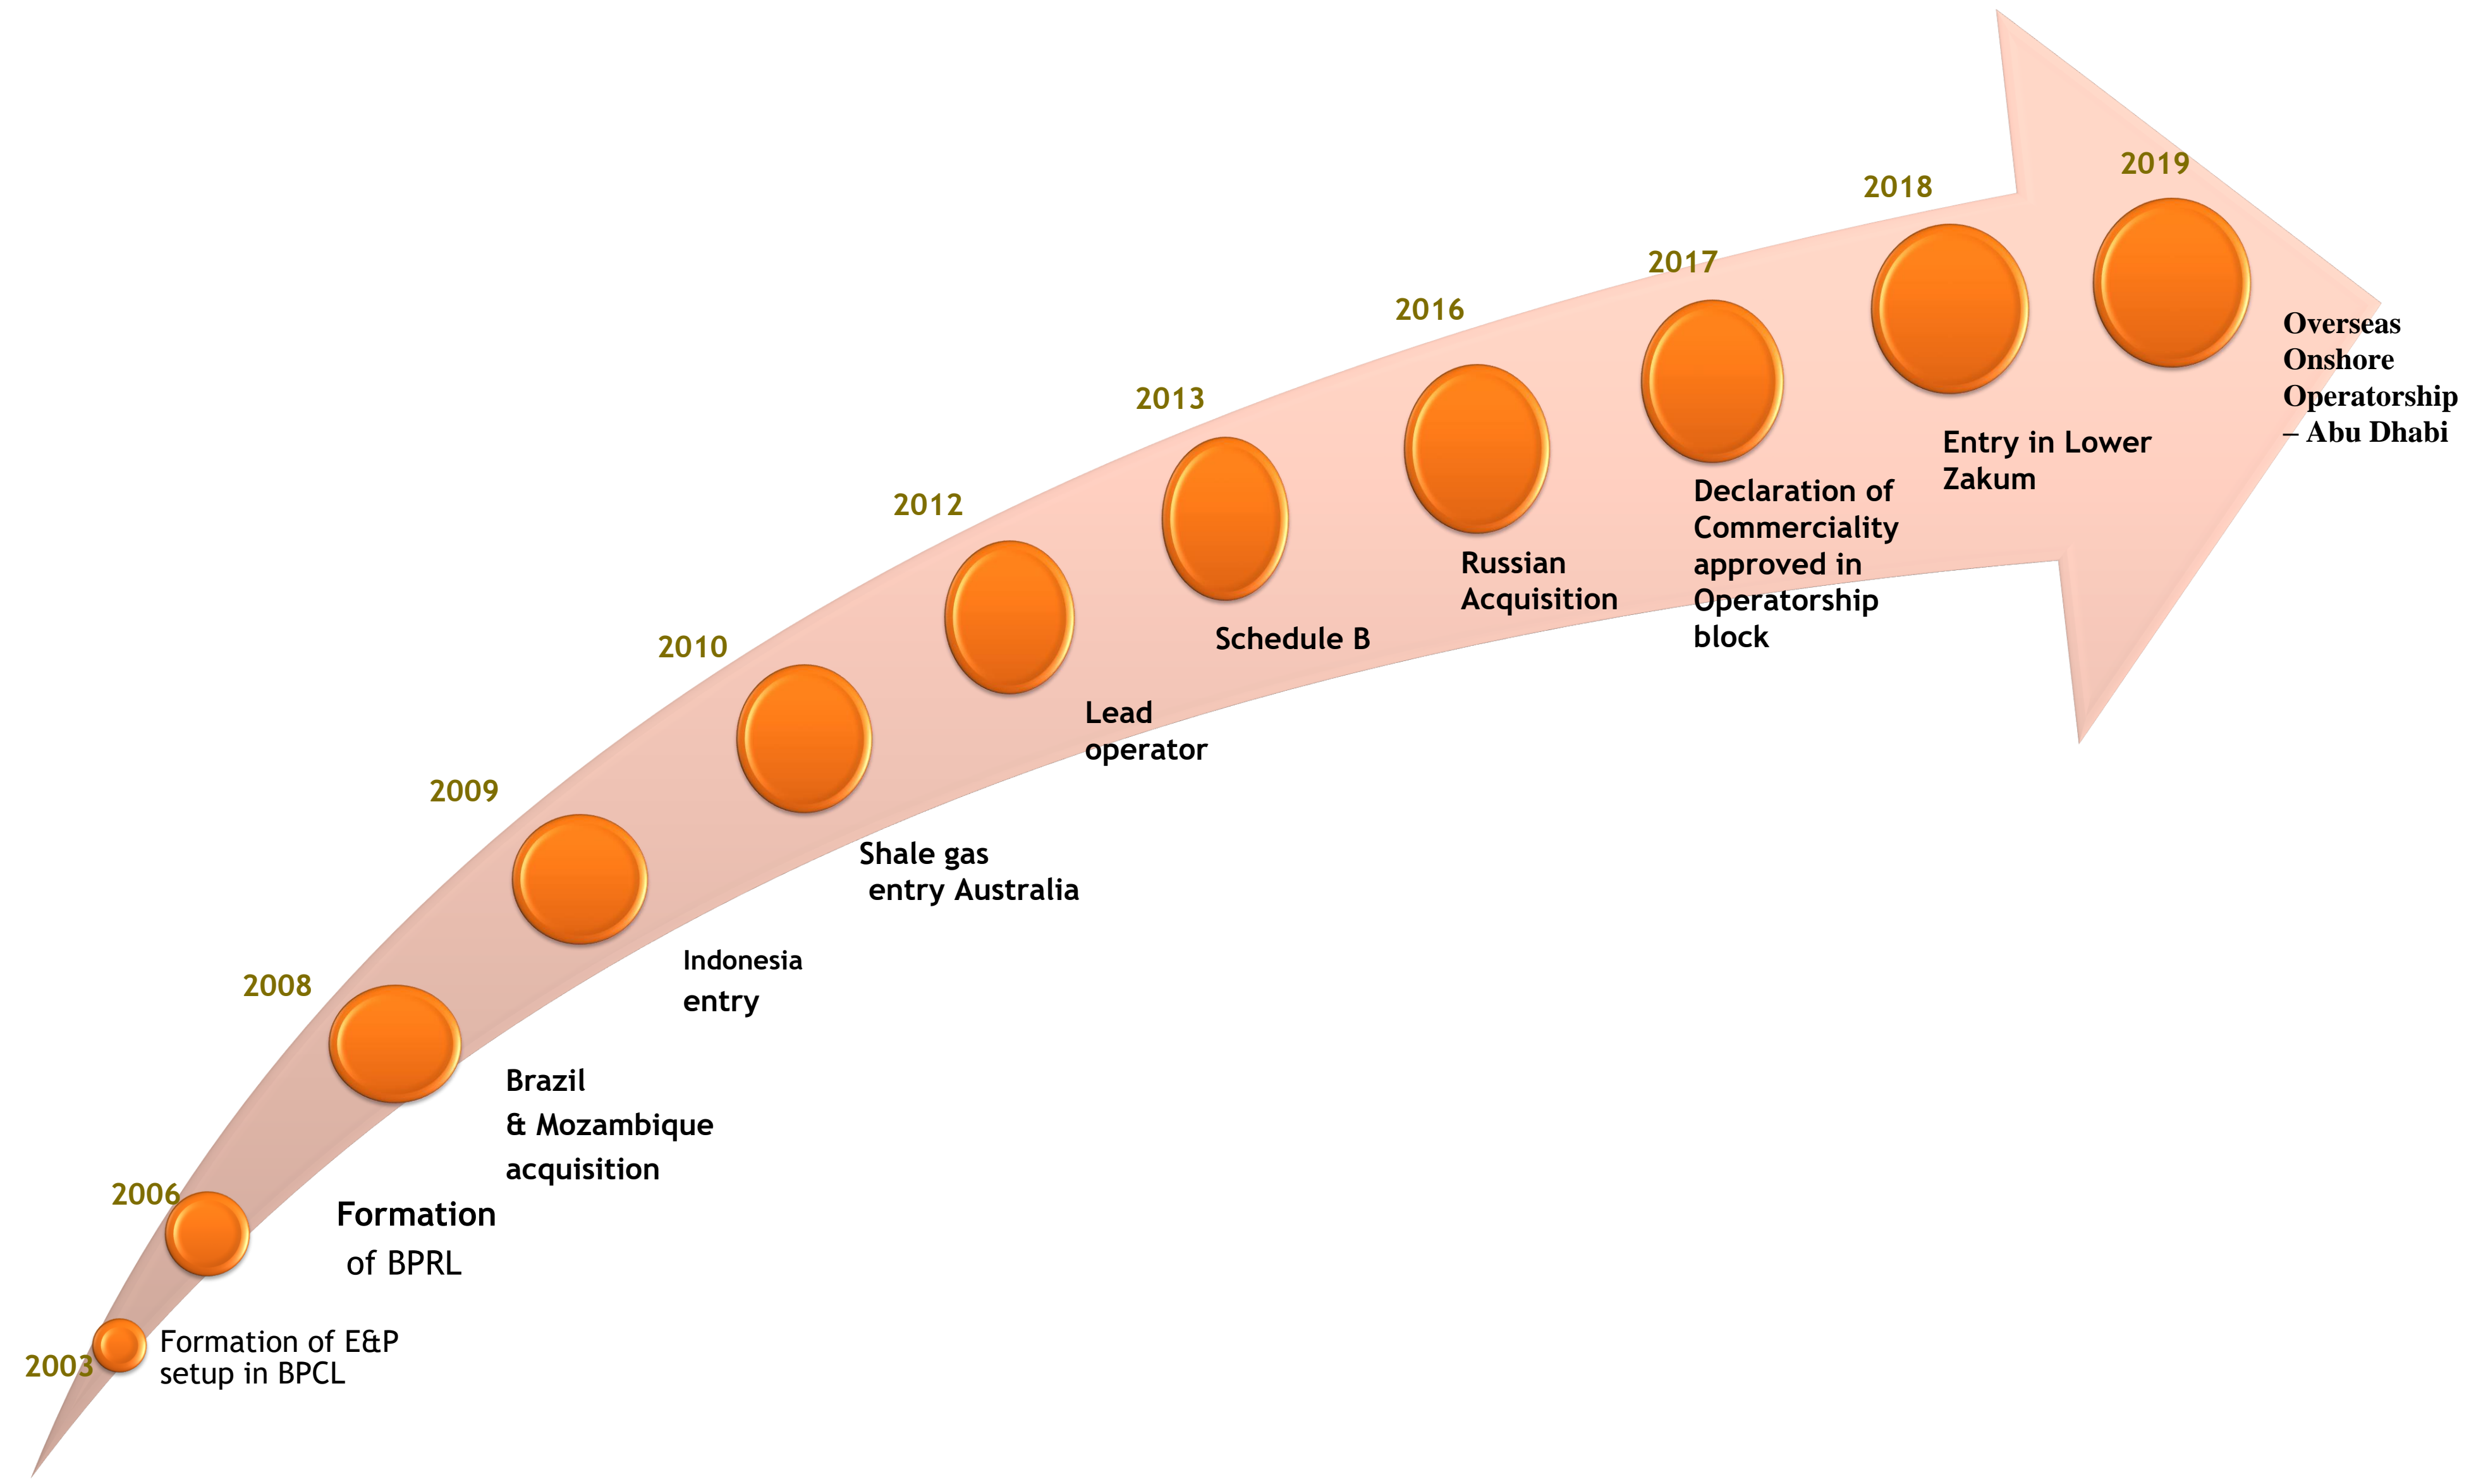 2003
Formation of E&P
setup in BPCL
2006
Formation
of BPRL
2008
Brazil
& Mozambique
acquisition
2009
Indonesia
entry
2010
Shale gas
entry Australia
2012
Lead
operator
2013
Schedule B
2016
Russian
Acquisition
2017
Declaration of
Commerciality
approved in
Operatorship
block
2018
Entry in Lower
Zakum
2019
Overseas
Onshore
Operatorship
– Abu Dhabi